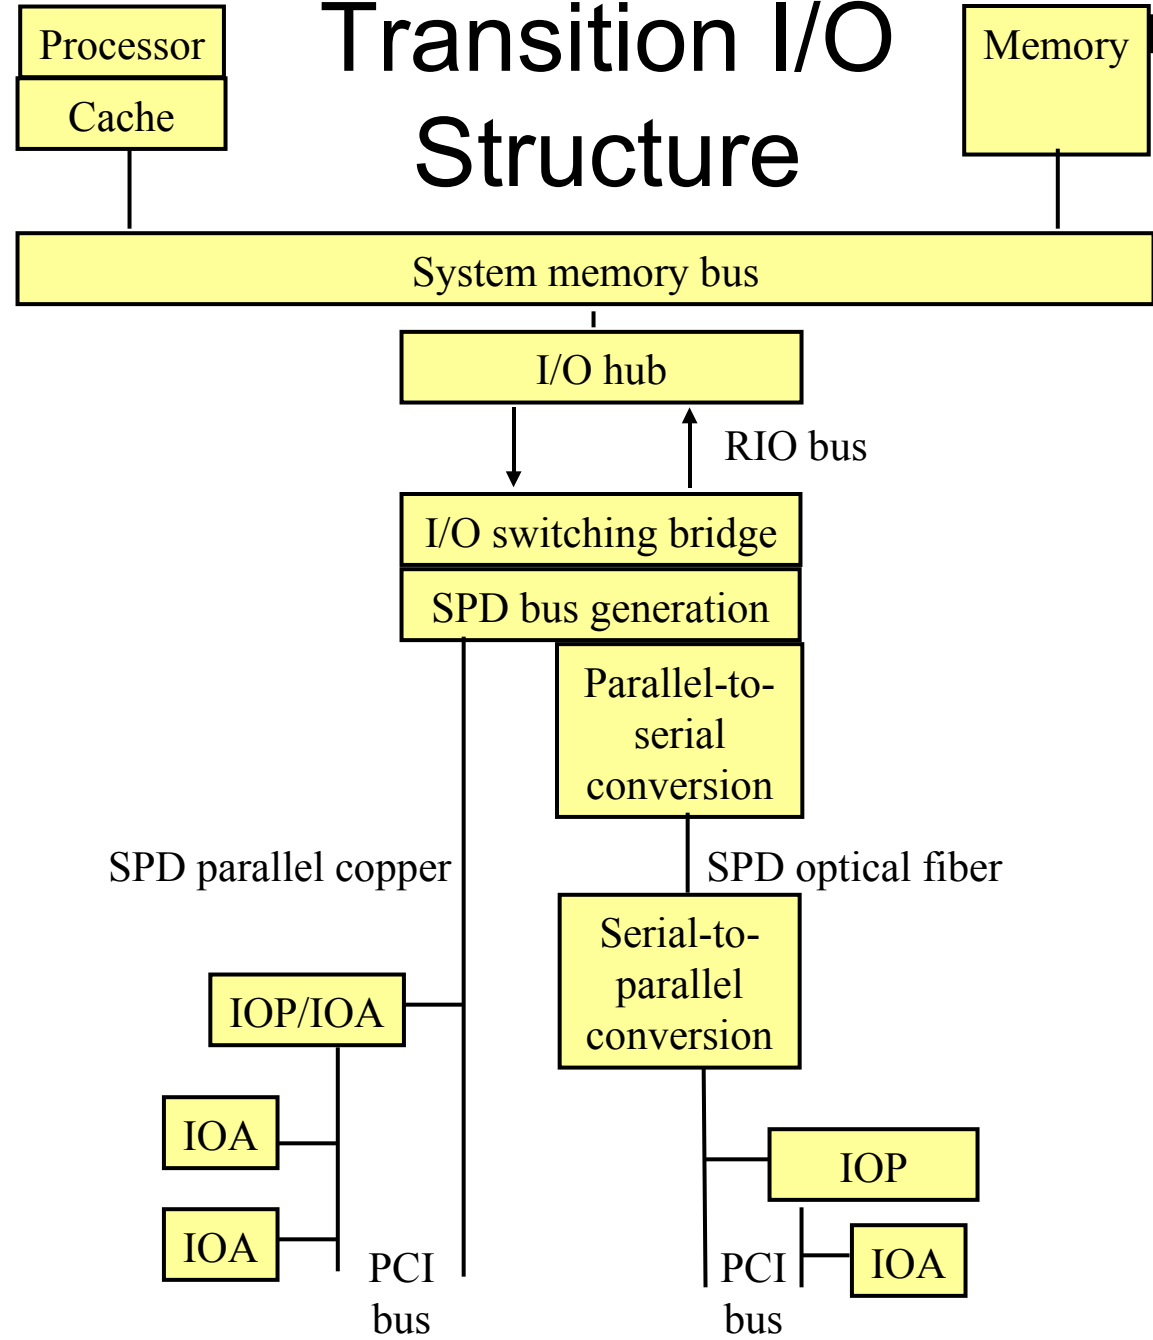 Transition I/O
Structure
Processor
Cache
Memory
System memory bus
I/O hub
RIO bus
I/O switching bridge
SPD bus generation
Parallel-to-
serial
conversion
SPD parallel copper
SPD optical fiber
Serial-to-
parallel
conversion
IOP/IOA
IOA
IOA
PCI
bus
IOP
IOA
PCI
bus